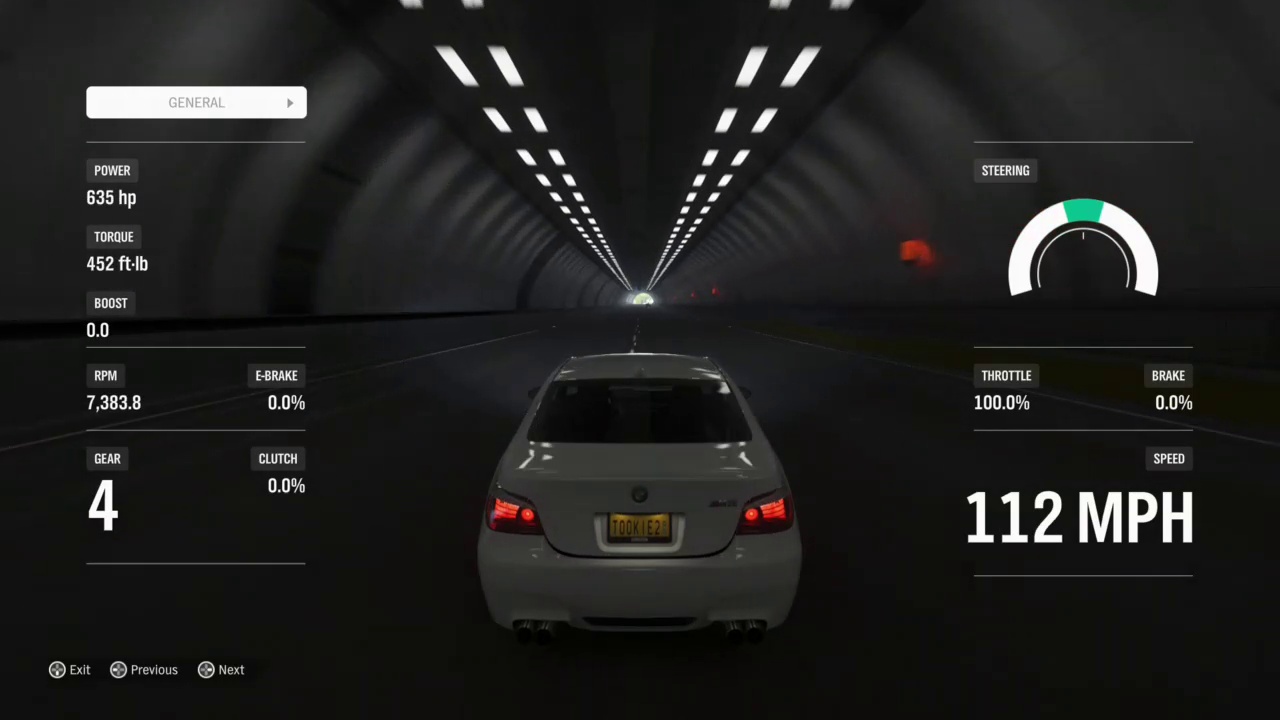 GENERAL
POWER
635 hp
TORQUE
452 ft·lb
BOOST
0.0
RPM
E-BRAKE
7,383.8
0.0%
GEAR
CLUTCH
4
0.0%
STEERING
THROTTLE
BRAKE
100.0%
0.0%
SPEED
112 MPH
TOOKIE2
Exit
Previous
Next